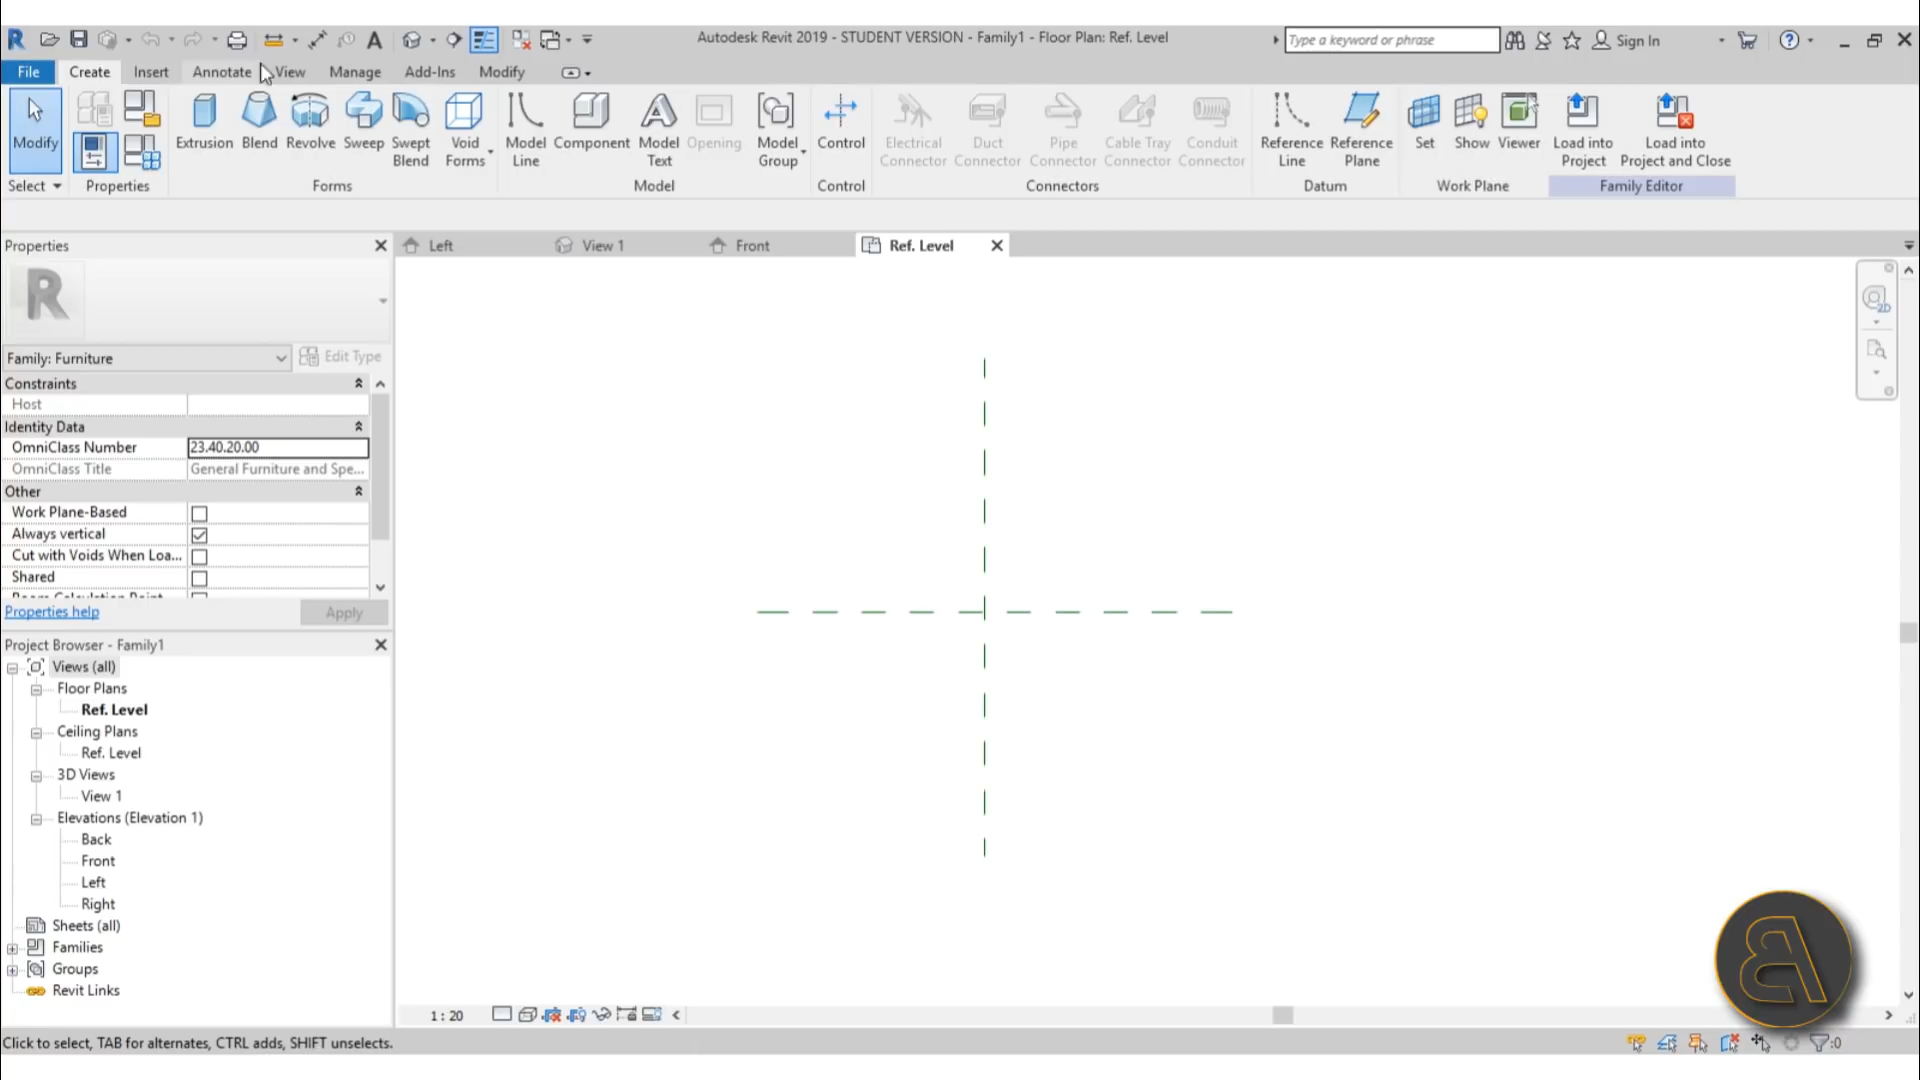 Autodesk Revit 2019 - STUDENT VERSION - Family1 - Floor Plan: Ref. Level
Type a keyword or phrase
Sign In
File Create Insert Annotate View Manage Add-Ins Modify
Modify
Extrusion
Blend
Revolve
Sweep
Swept Blend
Void Forms
Model Line
Component
Model Text
Opening
Model Group
Control
Electrical Connector
Duct Connector
Pipe Connector
Cable Tray Connector
Conduit Connector
Reference Line
Reference Plane
Set
Show
Viewer
Load into Project
Load into Project and Close
Select Properties Forms Model Control Connectors Datum Work Plane Family Editor
Properties
Left View 1 Front Ref. Level
R
2D
Family: Furniture
Edit Type
Constraints
Host
Identity Data
OmniClass Number 23.40.20.00
OmniClass Title General Furniture and Spe...
Other
Work Plane-Based
Always vertical
Cut with Voids When Loa...
Shared
Properties help
Apply
Project Browser - Family1
Views (all)
Floor Plans
Ref. Level
Ceiling Plans
Ref. Level
3D Views
View 1
Elevations (Elevation 1)
Back
Front
Left
Right
Sheets (all)
Families
Groups
Revit Links
1 : 20
Click to select, TAB for alternates, CTRL adds, SHIFT unselects.
:0